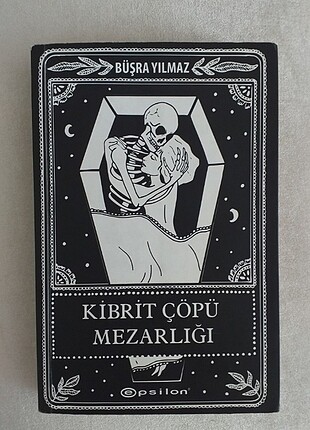 BÜŞRA YILMAZ
KİBRİT ÇÖPÜ
MEZARLIĞI
epsilon®